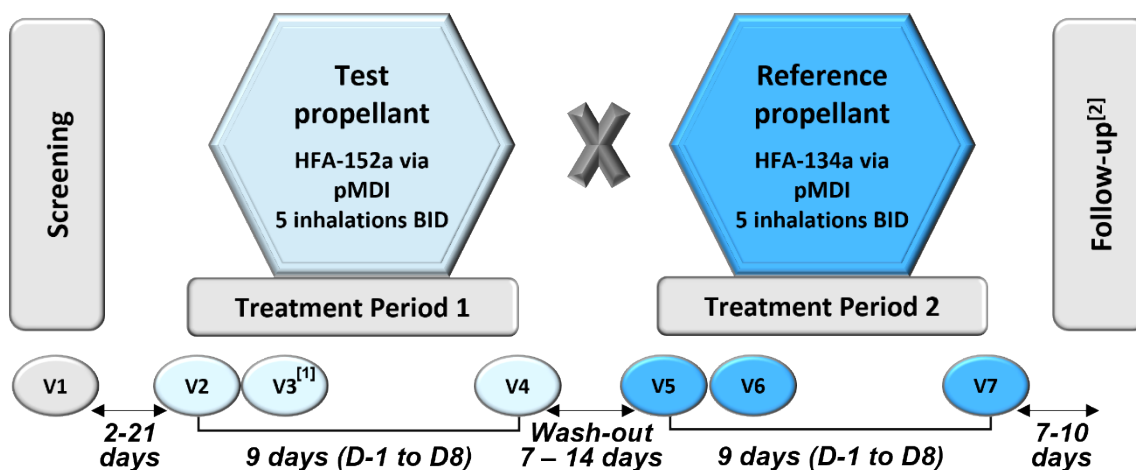 Screening
Test
propellant
HFA-152a via
pMDI
5 inhalations BID
Treatment Period 1
Reference
propellant
HFA-134a via
pMDI
5 inhalations BID
Treatment Period 2
Follow-up[2]
V1
V2
V3[1]
V4
V5
V6
V7
2-21
days
9 days (D-1 to D8)
Wash-out
7 – 14 days
9 days (D-1 to D8)
7-10
days